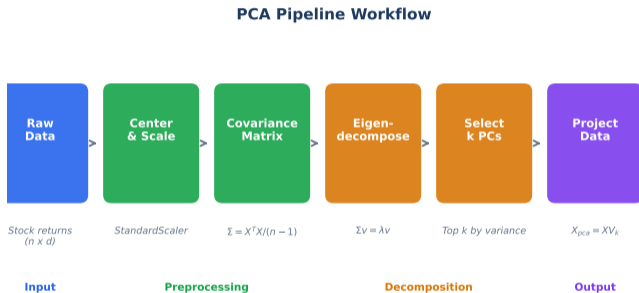 PCA Pipeline Workflow
Raw
Data
Center
& Scale
Covariance
Matrix
Eigen-
decompose
Select
k PCs
Project
Data
Stock returns
(n x d)
StandardScaler
Σ = XᵀX/(n − 1)
Σv = λv
Top k by variance
X_pca = XV_k
Input
Preprocessing
Decomposition
Output